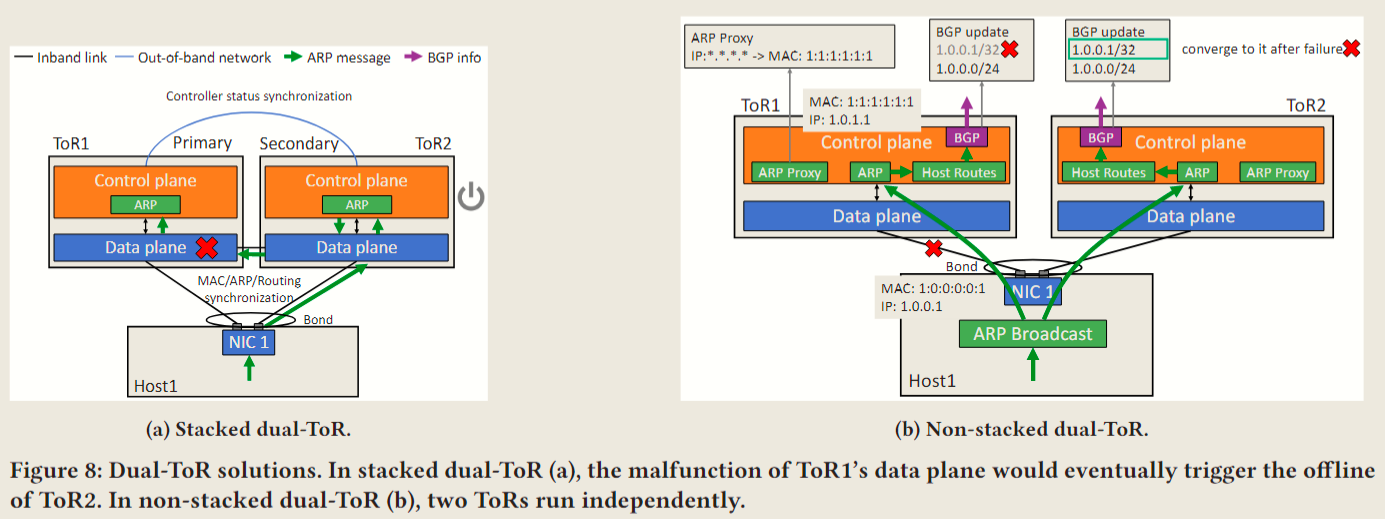 Inband link Out-of-band network ARP message BGP info
Controller status synchronization
ToR1 Primary Secondary ToR2
Control plane Control plane
ARP ARP
Data plane Data plane
MAC/ARP/Routing
synchronization
Bond
NIC 1
Host1
(a) Stacked dual-ToR.
ARP Proxy
IP:*.*.*.* -> MAC: 1:1:1:1:1:1
BGP update
1.0.0.1/32
1.0.0.0/24
BGP update
1.0.0.1/32
1.0.0.0/24
converge to it after failure
ToR1
MAC: 1:1:1:1:1:1
IP: 1.0.1.1
ToR2
Control plane BGP
ARP Proxy ARP Host Routes
Data plane
BGP Control plane
Host Routes ARP ARP Proxy
Data plane
Bond
MAC: 1:0:0:0:0:1
IP: 1.0.0.1
NIC 1
ARP Broadcast
Host1
(b) Non-stacked dual-ToR.
Figure 8: Dual-ToR solutions. In stacked dual-ToR (a), the malfunction of ToR1’s data plane would eventually trigger the offline
of ToR2. In non-stacked dual-ToR (b), two ToRs run independently.